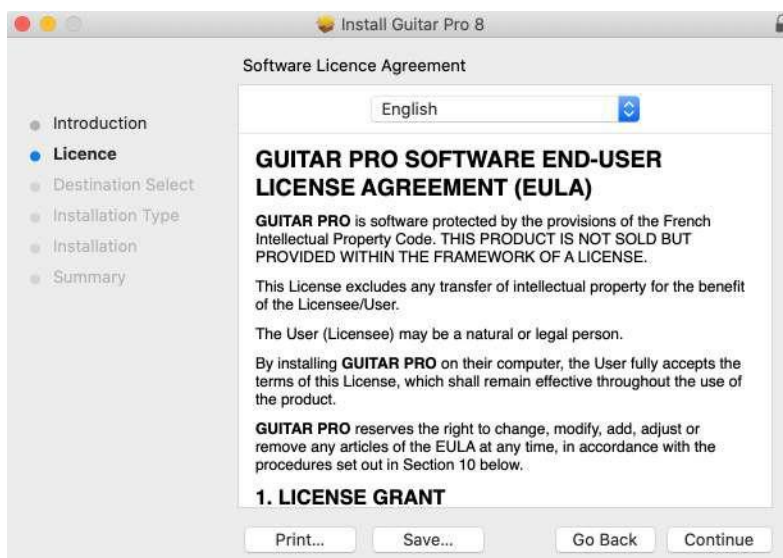 Install Guitar Pro 8
Software Licence Agreement
Introduction
Licence
Destination Select
Installation Type
Installation
Summary
English
GUITAR PRO SOFTWARE END-USER
LICENSE AGREEMENT (EULA)
GUITAR PRO is software protected by the provisions of the French
Intellectual Property Code. THIS PRODUCT IS NOT SOLD BUT
PROVIDED WITHIN THE FRAMEWORK OF A LICENSE.
This License excludes any transfer of intellectual property for the benefit
of the Licensee/User.
The User (Licensee) may be a natural or legal person.
By installing GUITAR PRO on their computer, the User fully accepts the
terms of this License, which shall remain effective throughout the use of
the product.
GUITAR PRO reserves the right to change, modify, add, adjust or
remove any articles of the EULA at any time, in accordance with the
procedures set out in Section 10 below.
1. LICENSE GRANT
Print...
Save...
Go Back
Continue